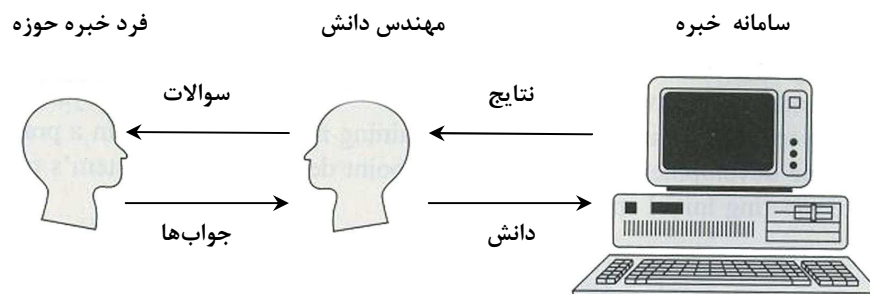 سامانه خبره
مهندس دانش
فرد خبره حوزه
نتایج
سوالات
دانش
جواب‌ها